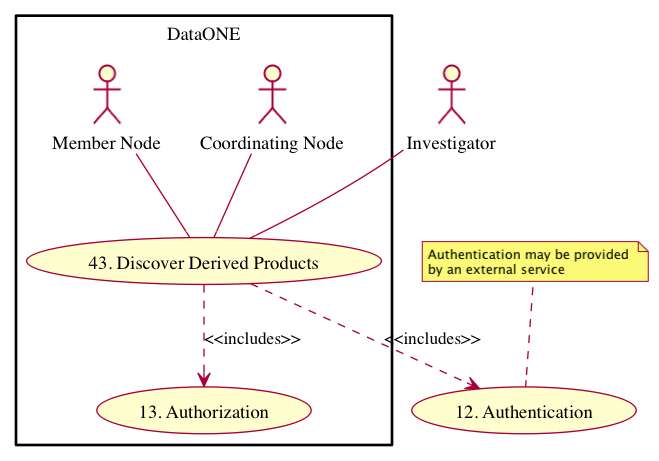 DataONE
Member Node
Coordinating Node
Investigator
43. Discover Derived Products
Authentication may be provided
by an external service
<<includes>>
<<includes>>
13. Authorization
12. Authentication